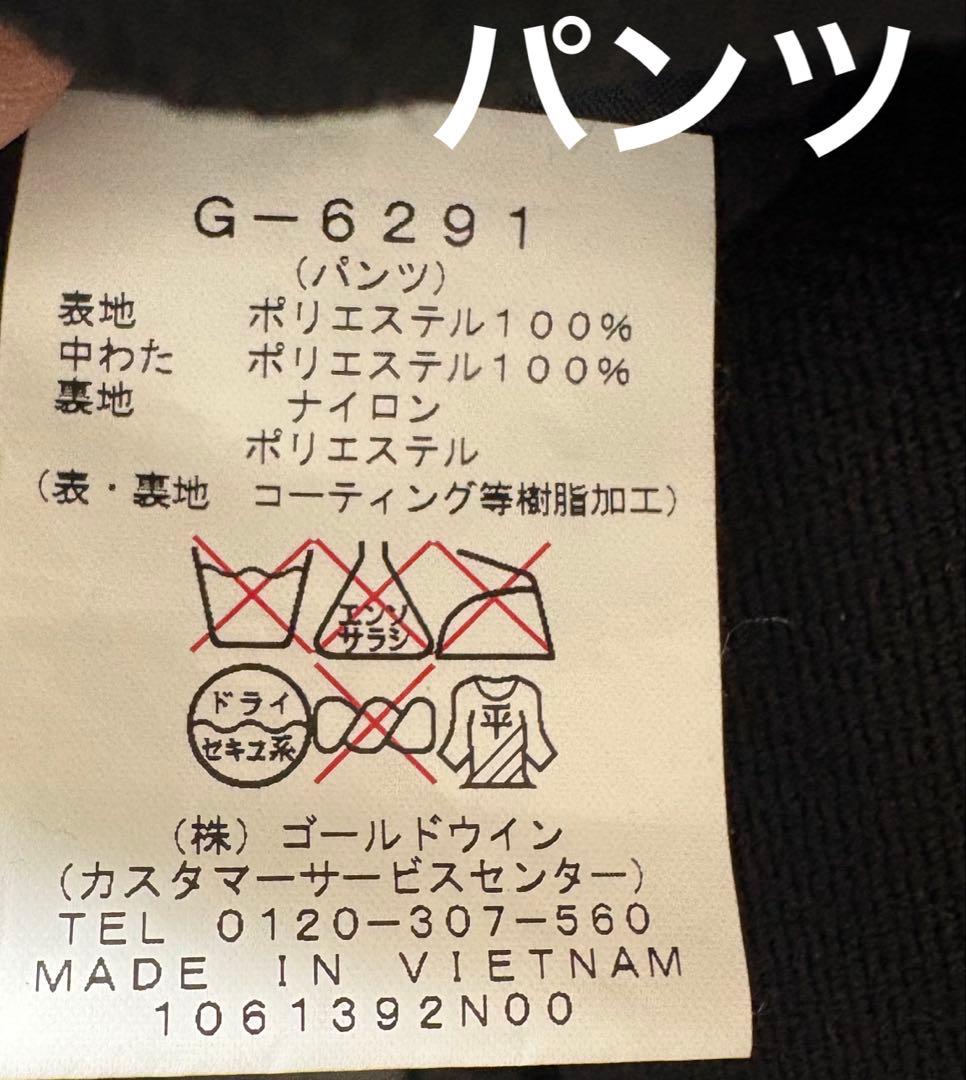 パンツ
G－6291
(パンツ)
表地 ポリエステル100%
中わた ポリエステル100%
裏地 ナイロン
ポリエステル
(表・裏地 コーティング等樹脂加工)
エンソ
サラシ
ドライ
セキユ系
平
(株) ゴールドウイン
(カスタマーサービスセンター)
TEL 0120－307－560
MADE IN VIETNAM
1061392N00